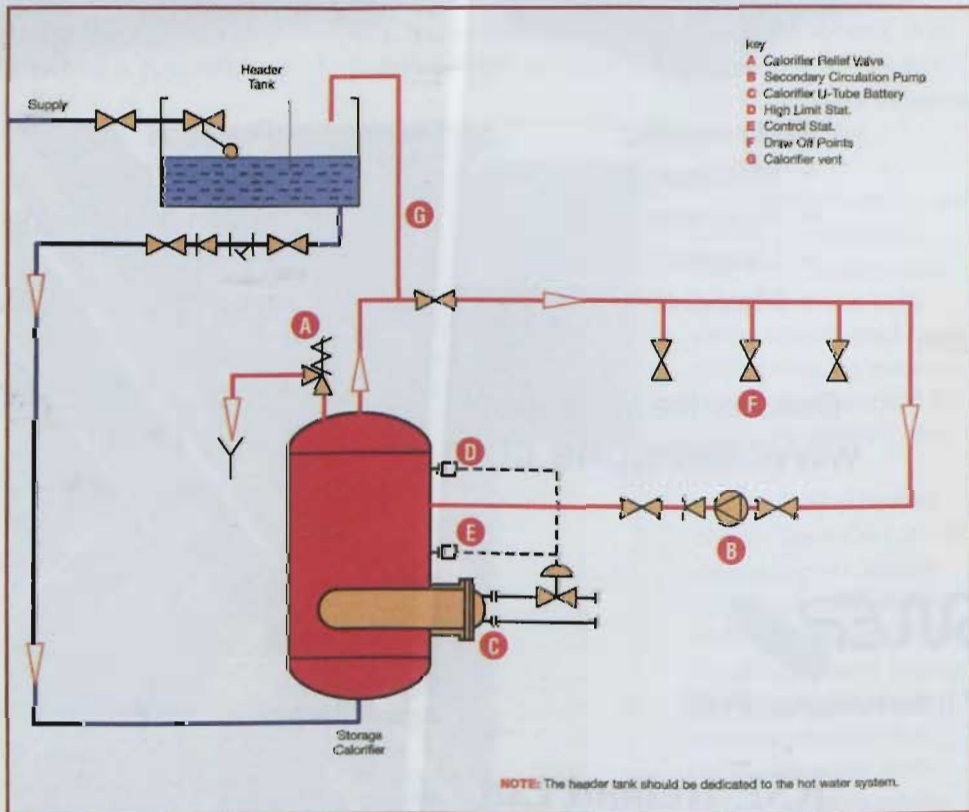 key
A Calorifier Relief Valve
B Secondary Circulation Pump
C Calorifier U-Tube Battery
D High Limit Stat.
E Control Stat.
F Draw Off Points
G Calorifier vent
Header
Tank
Supply
G
A
F
D
B
E
C
Storage
Calorifier
NOTE: The header tank should be dedicated to the hot water system.